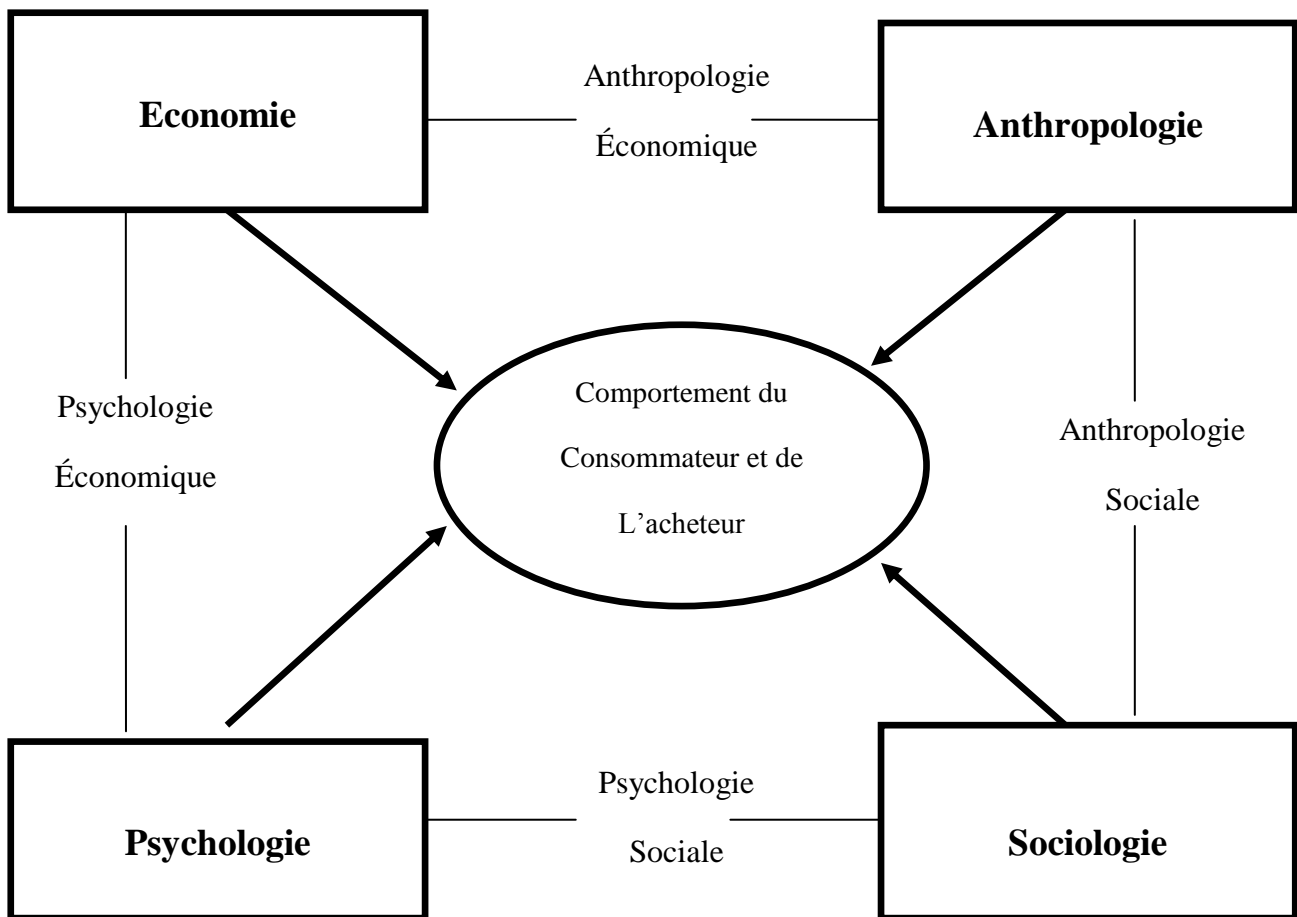 Economie
Anthropologie
Économique
Anthropologie
Psychologie
Économique
Comportement du
Consommateur et de
L’acheteur
Anthropologie
Sociale
Psychologie
Psychologie
Sociale
Sociologie